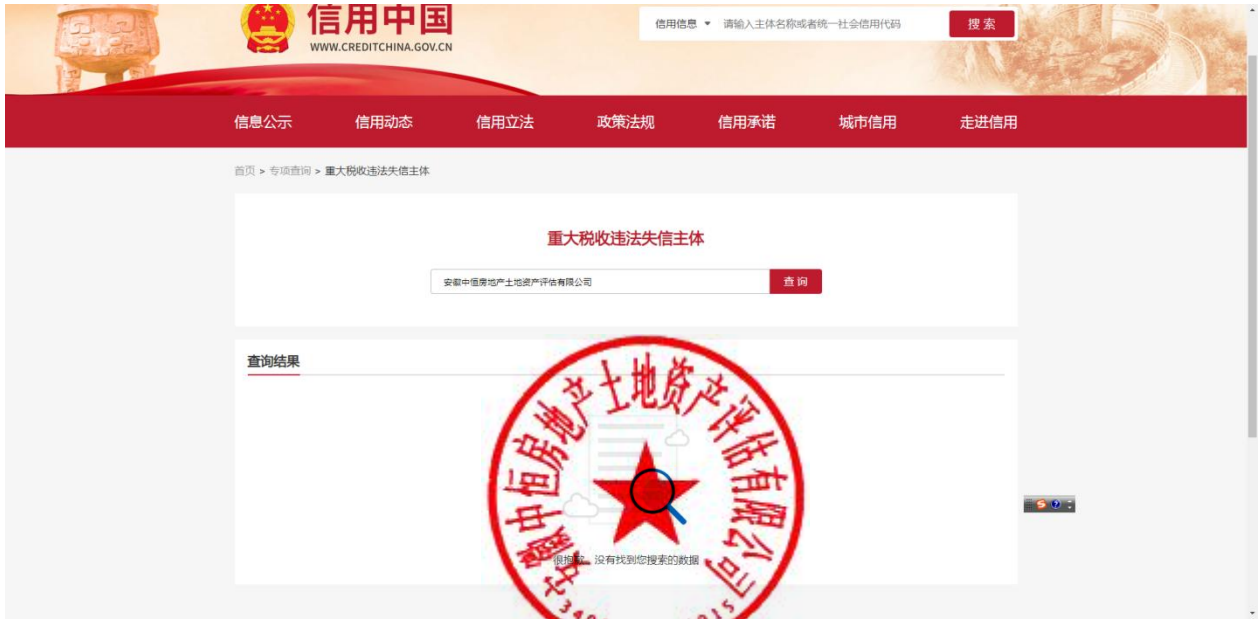 信用中国
WWW.CREDITCHINA.GOV.CN
信用信息 请输入主体名称或者统一社会信用代码 搜索
信息公示 信用动态 信用立法 政策法规 信用承诺 城市信用 走进信用
首页 > 专项查询 > 重大税收违法失信主体
重大税收违法失信主体
安徽中恒房地产土地资产评估有限公司 查询
查询结果
安徽中恒房地产土地资产评估有限公司
很抱歉，没有找到您搜索的数据